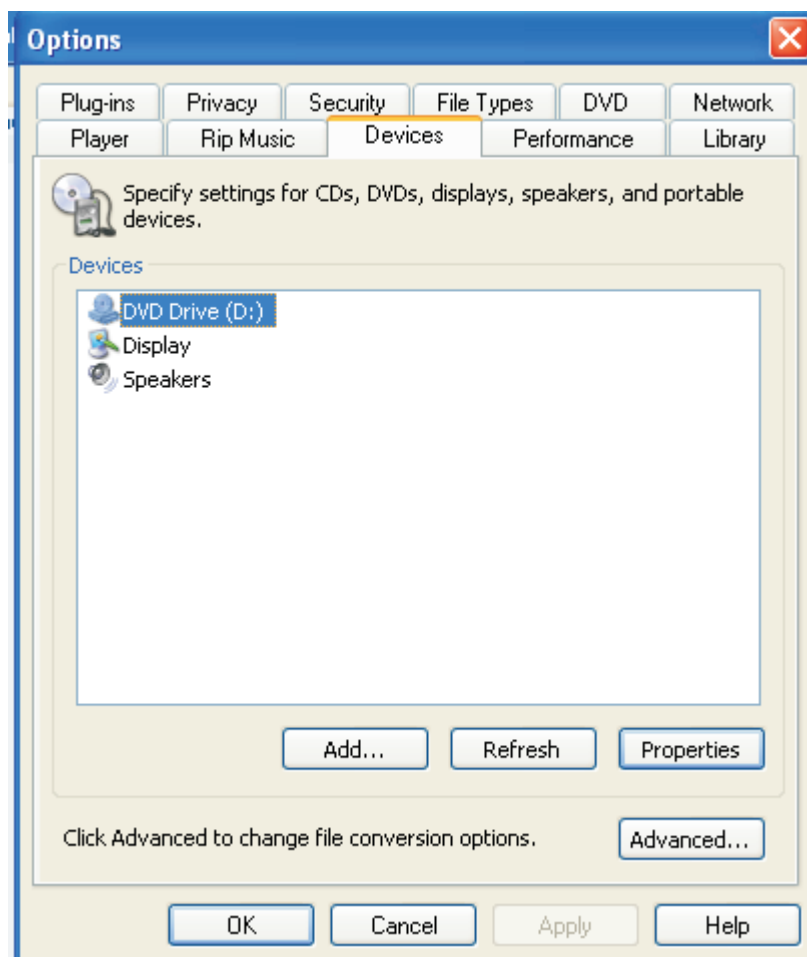 Options
Plug-ins Privacy Security File Types DVD Network
Player Rip Music Devices Performance Library
Specify settings for CDs, DVDs, displays, speakers, and portable
devices.
Devices
DVD Drive (D:)
Display
Speakers
Add... Refresh Properties
Click Advanced to change file conversion options. Advanced...
OK Cancel Apply Help